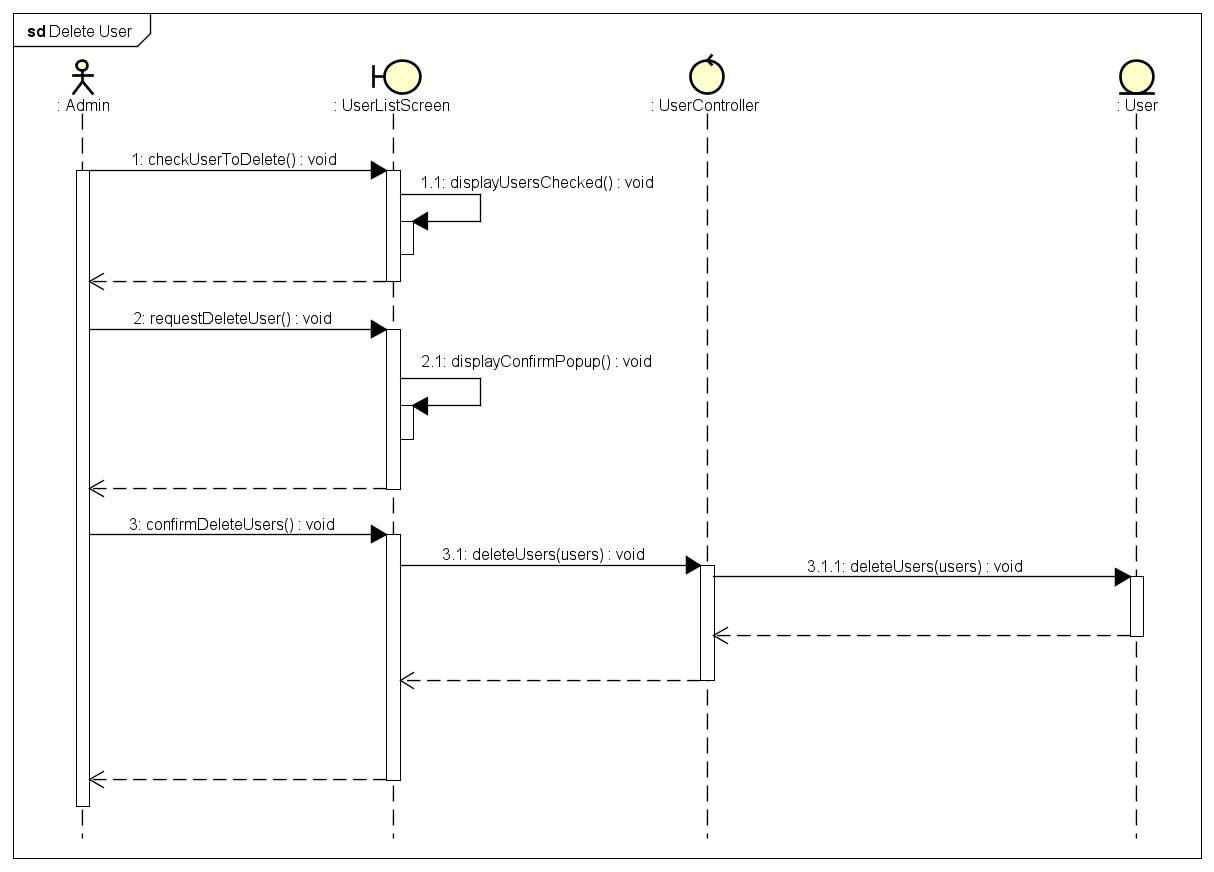 sd Delete User
: Admin
: UserListScreen
: UserController
: User
1: checkUserToDelete() : void
1.1: displayUsersChecked() : void
2: requestDeleteUser() : void
2.1: displayConfirmPopup() : void
3: confirmDeleteUsers() : void
3.1: deleteUsers(users) : void
3.1.1: deleteUsers(users) : void